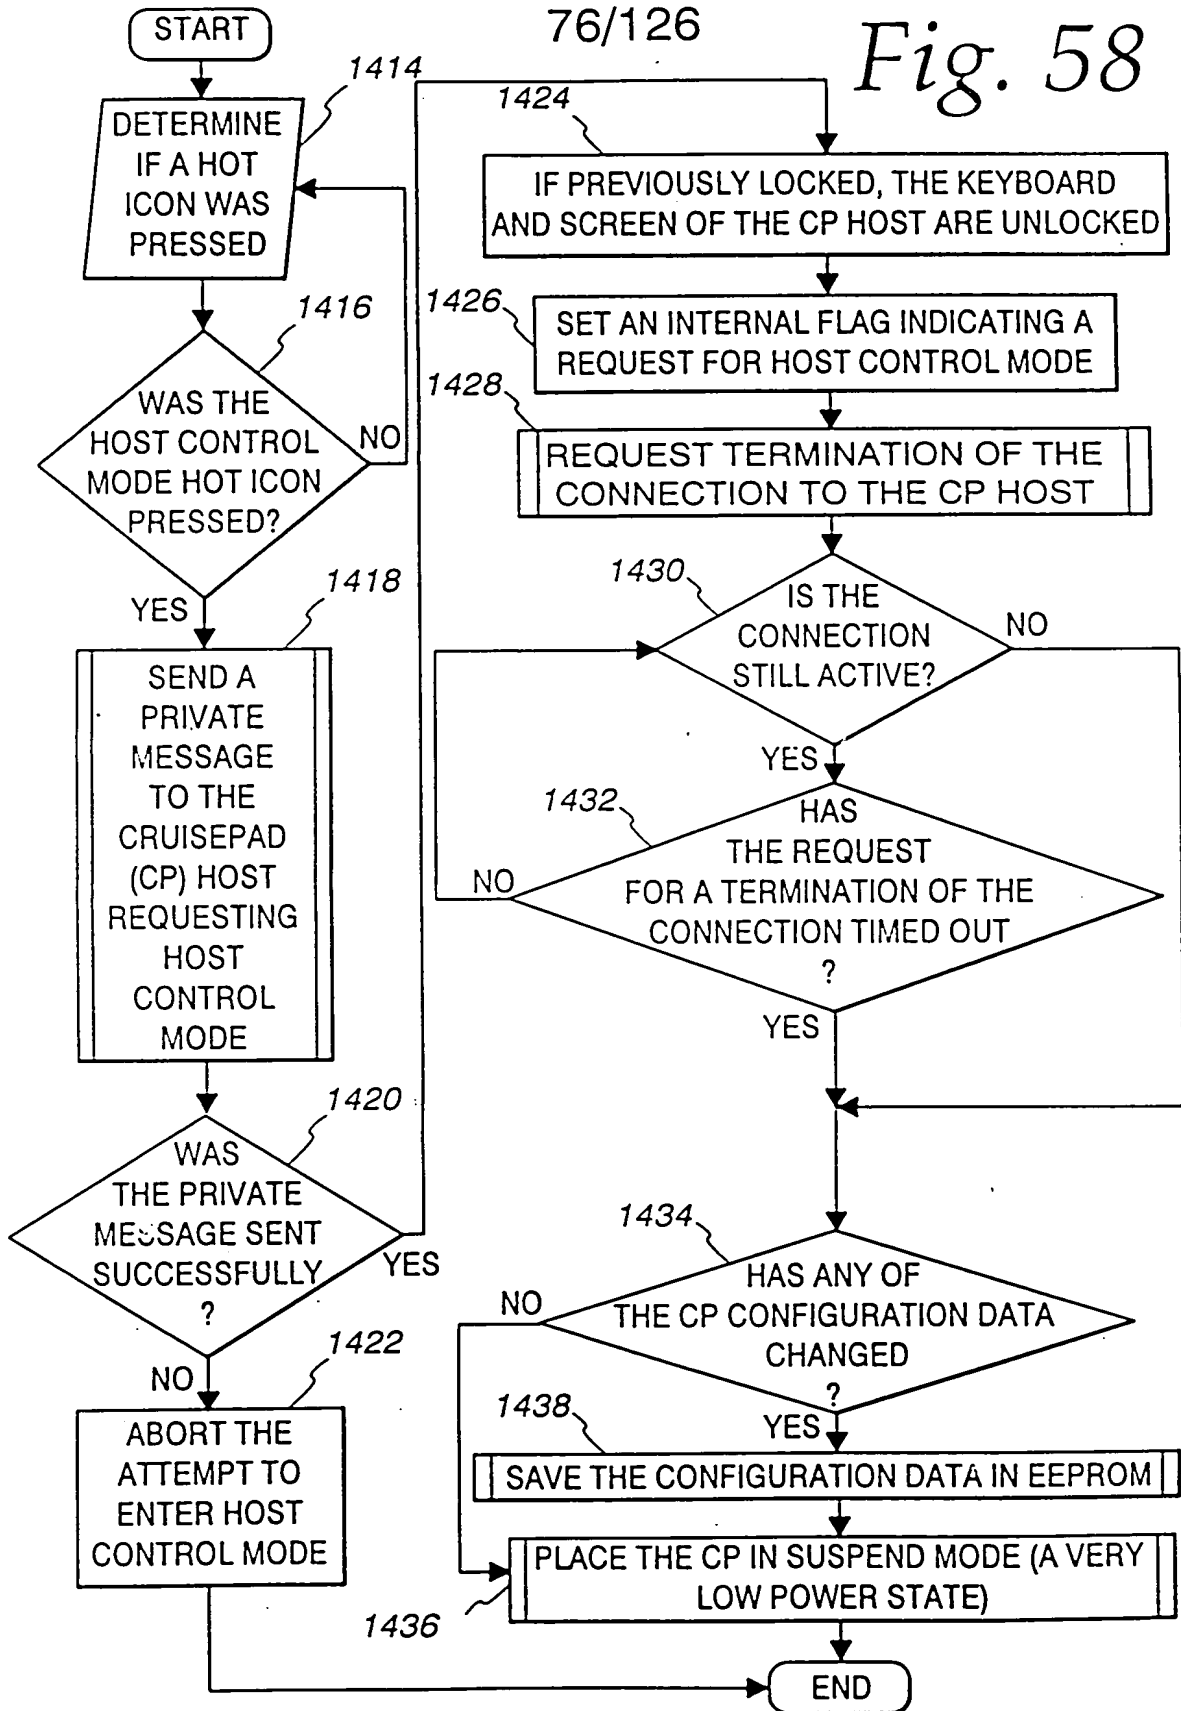 76/126
Fig. 58
START
1414
DETERMINE
IF A HOT
ICON WAS
PRESSED
1416
WAS THE
HOST CONTROL
MODE HOT ICON
PRESSED?
NO
YES
1418
SEND A
PRIVATE
MESSAGE
TO THE
CRUISEPAD
(CP) HOST
REQUESTING
HOST
CONTROL
MODE
1420
WAS
THE PRIVATE
MESSAGE SENT
SUCCESSFULLY
?
YES
NO
1422
ABORT THE
ATTEMPT TO
ENTER HOST
CONTROL MODE
1424
IF PREVIOUSLY LOCKED, THE KEYBOARD
AND SCREEN OF THE CP HOST ARE UNLOCKED
1426
SET AN INTERNAL FLAG INDICATING A
REQUEST FOR HOST CONTROL MODE
1428
REQUEST TERMINATION OF THE
CONNECTION TO THE CP HOST
1430
IS THE
CONNECTION
STILL ACTIVE?
NO
YES
1432
HAS
THE REQUEST
FOR A TERMINATION OF THE
CONNECTION TIMED OUT
?
NO
YES
1434
HAS ANY OF
THE CP CONFIGURATION DATA
CHANGED
?
NO
YES
1438
SAVE THE CONFIGURATION DATA IN EEPROM
PLACE THE CP IN SUSPEND MODE (A VERY
LOW POWER STATE)
1436
END